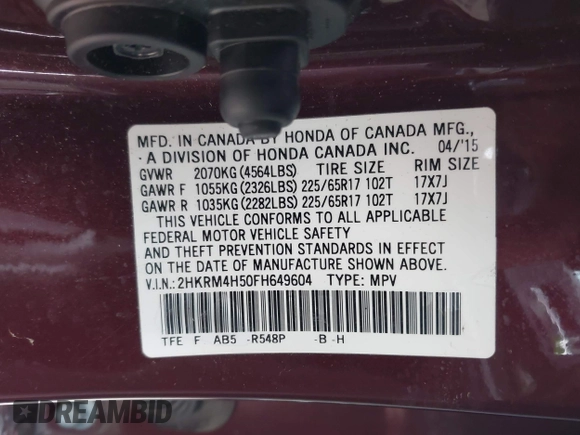 MFD. IN CANADA BY HONDA OF CANADA MFG.,
A DIVISION OF HONDA CANADA INC. 04/'15
GVWR 2070KG (4564LBS) TIRE SIZE RIM SIZE
GAWR F 1055KG (2326LBS) 225/65R17 102T 17X7J
GAWR R 1035KG (2282LBS) 225/65R17 102T 17X7J
THIS VEHICLE CONFORMS TO ALL APPLICABLE
FEDERAL MOTOR VEHICLE SAFETY
AND THEFT PREVENTION STANDARDS IN EFFECT
ON THE DATE OF MANUFACTURE SHOWN ABOVE.
V.I.N.: 2HKRM4H50FH649604 TYPE: MPV
TFE F AB5 -R548P -B -H
DREAMBID